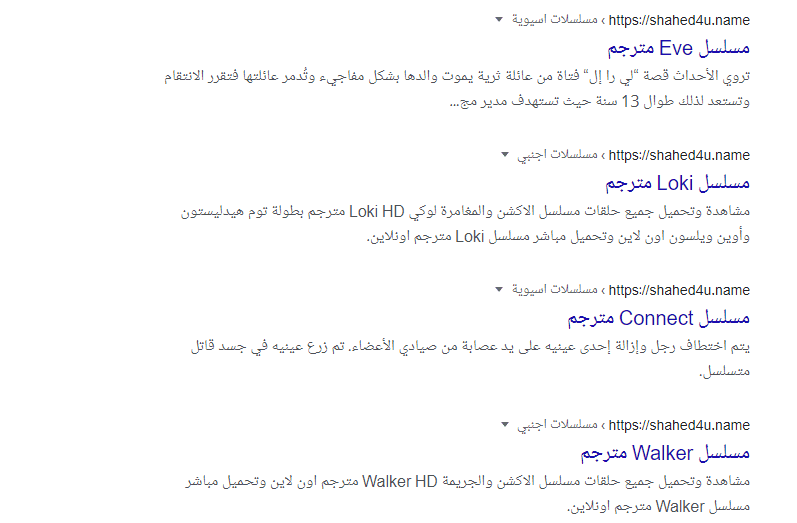 https://shahed4u.name › مسلسلات اسيوية
مسلسل Eve مترجم
تروي الأحداث قصة “لي را إل“ فتاة من عائلة ثرية يموت والدها بشكل مفاجيء وتُدمر عائلتها فتقرر الانتقام
وتستعد لذلك طوال 13 سنة حيث تستهدف مدير مج...
https://shahed4u.name › مسلسلات اجنبي
مسلسل Loki مترجم
مشاهدة وتحميل جميع حلقات مسلسل الاكشن والمغامرة لوكي Loki HD مترجم بطولة توم هيدليستون
وأوين ويلسون اون لاين وتحميل مباشر مسلسل Loki مترجم اونلاين.
https://shahed4u.name › مسلسلات اسيوية
مسلسل Connect مترجم
يتم اختطاف رجل وإزالة إحدى عينيه على يد عصابة من صيادي الأعضاء. تم زرع عينيه في جسد قاتل
متسلسل.
https://shahed4u.name › مسلسلات اجنبي
مسلسل Walker مترجم
مشاهدة وتحميل جميع حلقات مسلسل الاكشن والجريمة Walker HD مترجم اون لاين وتحميل مباشر
مسلسل Walker مترجم اونلاين.